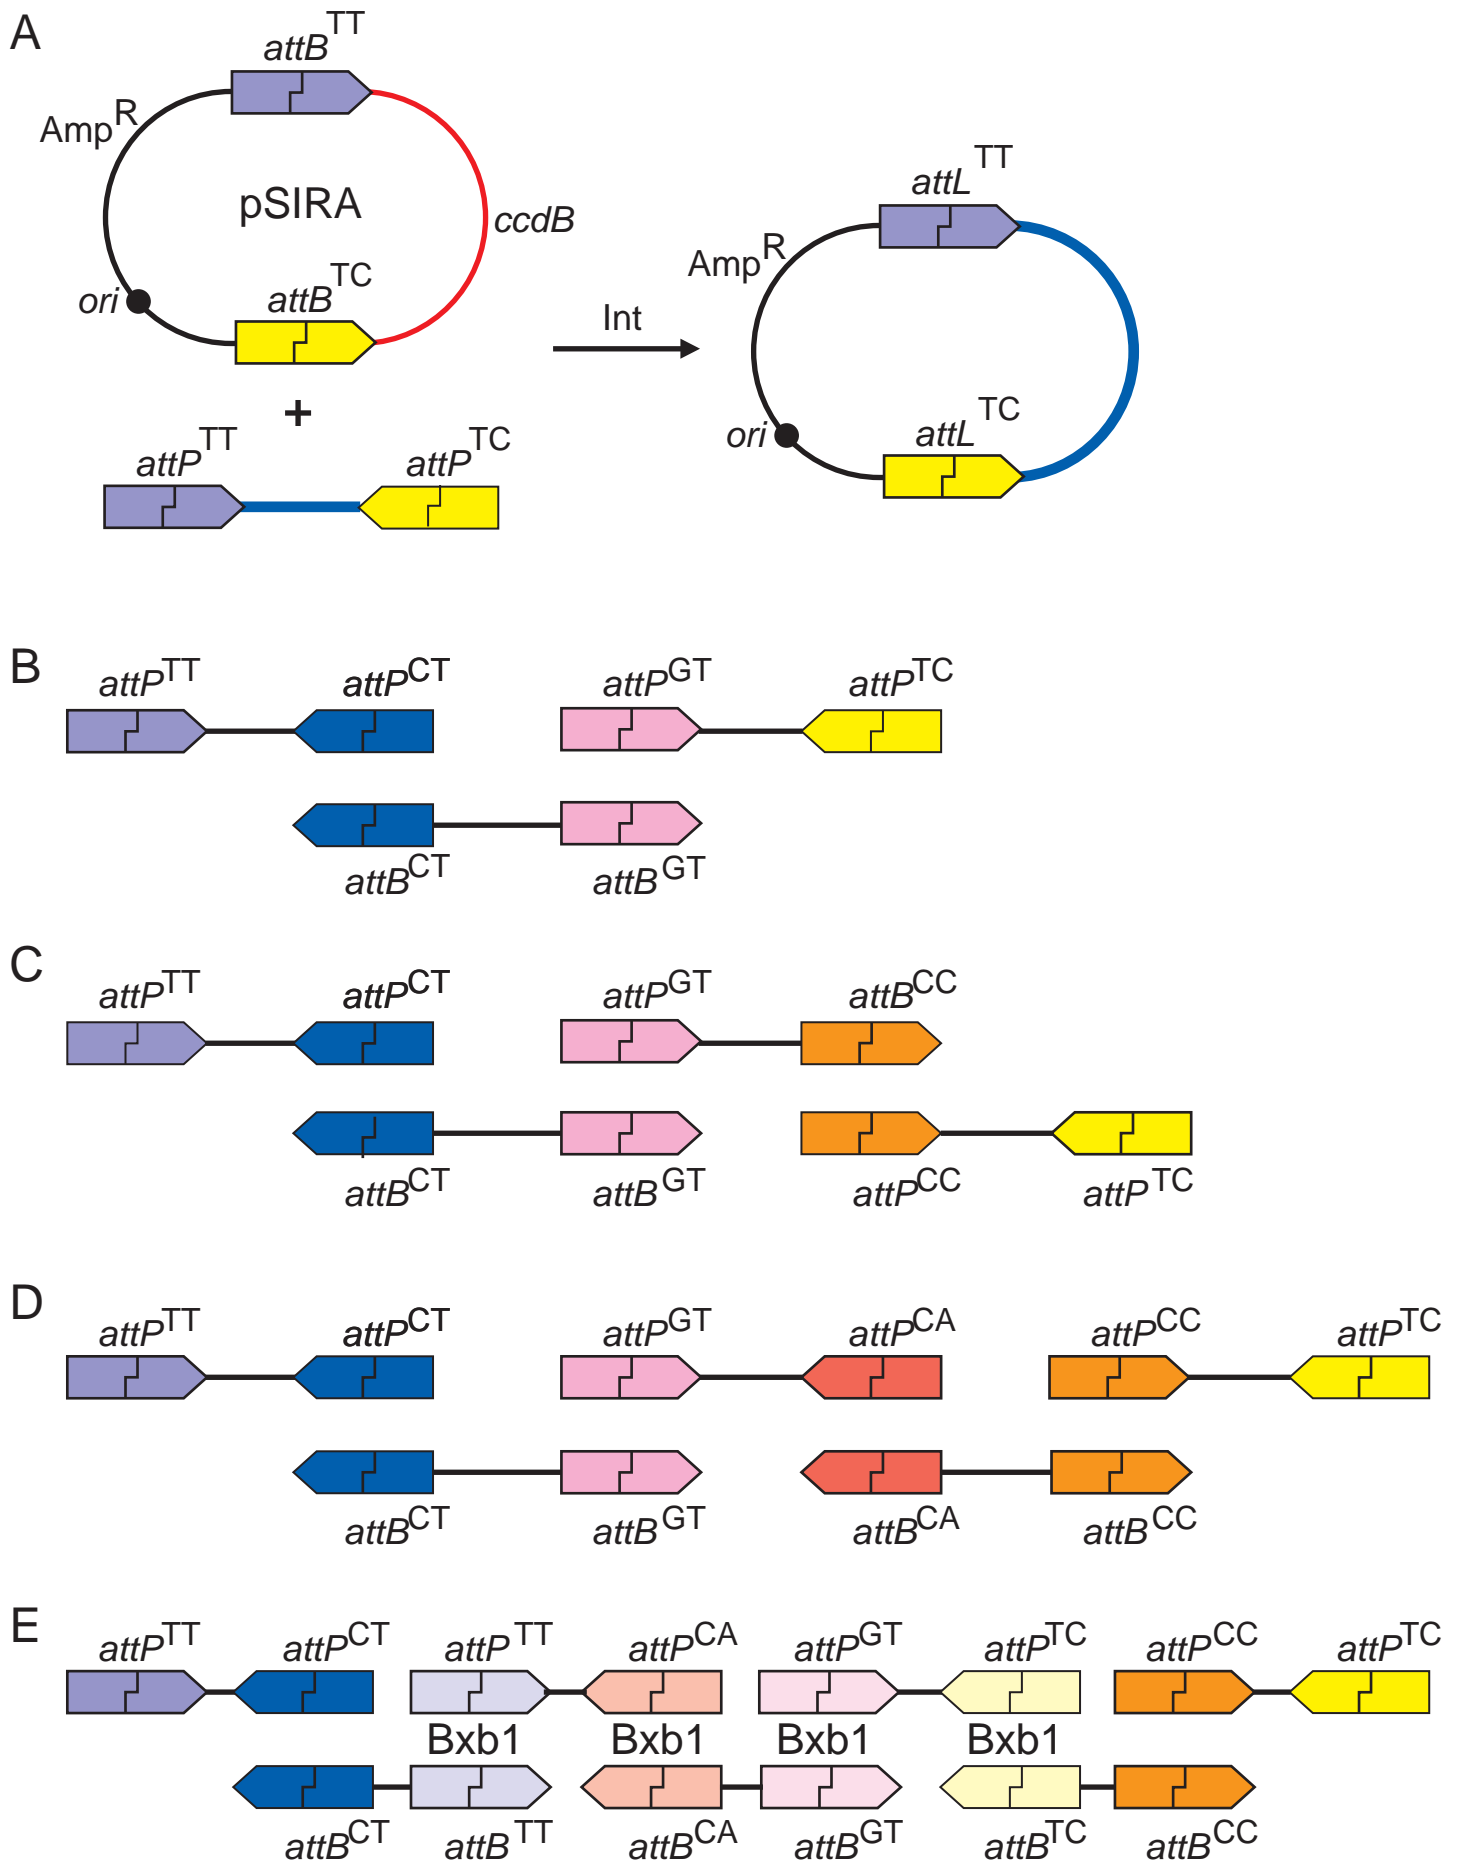 A
attB^TT
Amp^R
pSIRA
ccdB
ori
attB^TC
+
attP^TT attP^TC
Int
attL^TT
Amp^R
ori
attL^TC
B
attP^TT attP^CT attP^GT attP^TC
attB^CT attB^GT
C
attP^TT attP^CT attP^GT attB^CC
attB^CT attB^GT attP^CC attP^TC
D
attP^TT attP^CT attP^GT attP^CA attP^CC attP^TC
attB^CT attB^GT attB^CA attB^CC
E
attP^TT attP^CT attP^TT attP^CA attP^GT attP^TC attP^CC attP^TC
Bxb1 Bxb1 Bxb1 Bxb1
attB^CT attB^TT attB^CA attB^GT attB^TC attB^CC